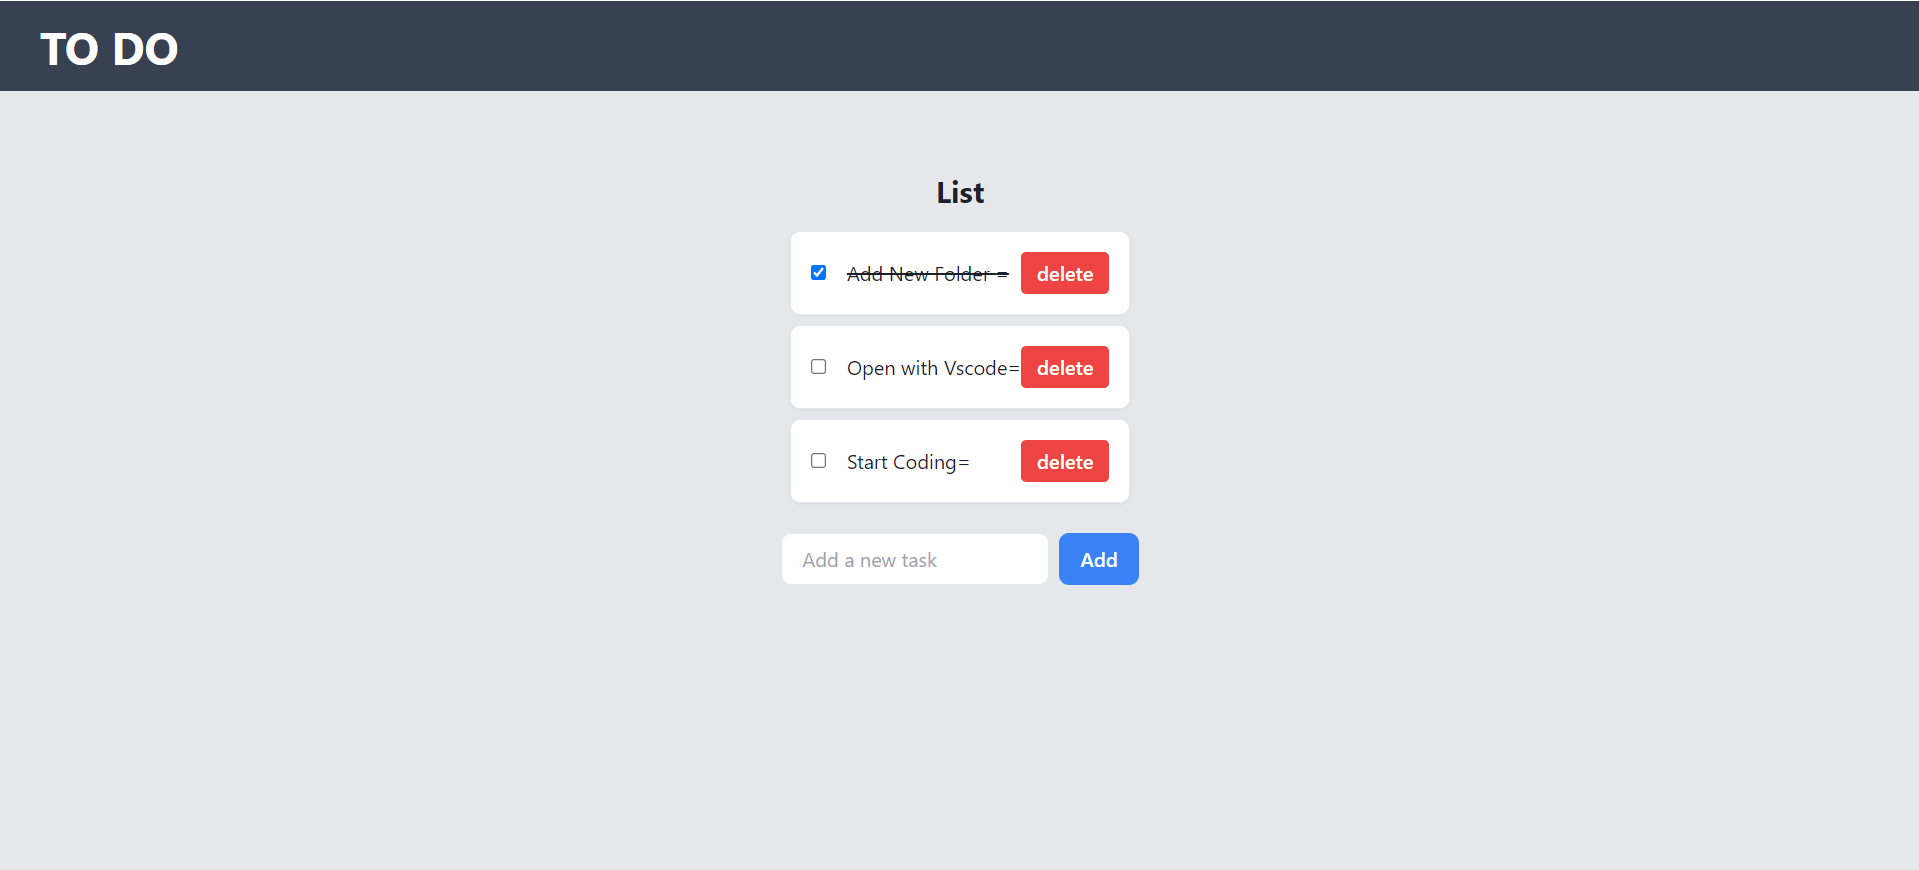 TO DO
List
Add New Folder = delete
Open with Vscode= delete
Start Coding= delete
Add a new task Add